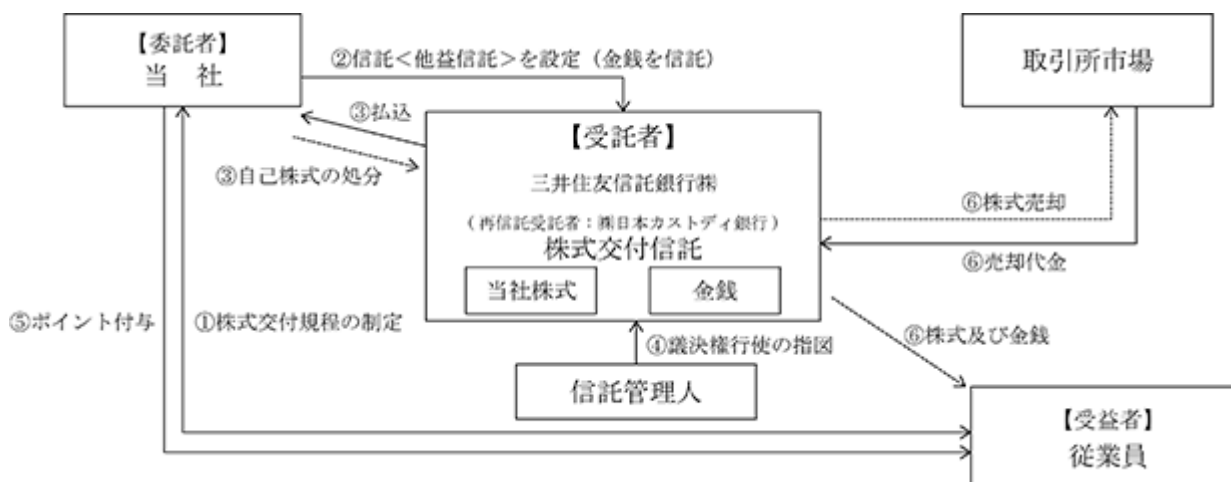 【委託者】
当 社
②信託<他益信託>を設定（金銭を信託）
取引所市場
③払込
③自己株式の処分
【受託者】
三井住友信託銀行㈱
（再信託受託者：㈱日本カストディ銀行）
株式交付信託
当社株式
金銭
⑥株式売却
⑥売却代金
⑤ポイント付与
①株式交付規程の制定
④議決権行使の指図
⑥株式及び金銭
信託管理人
【受益者】
従業員